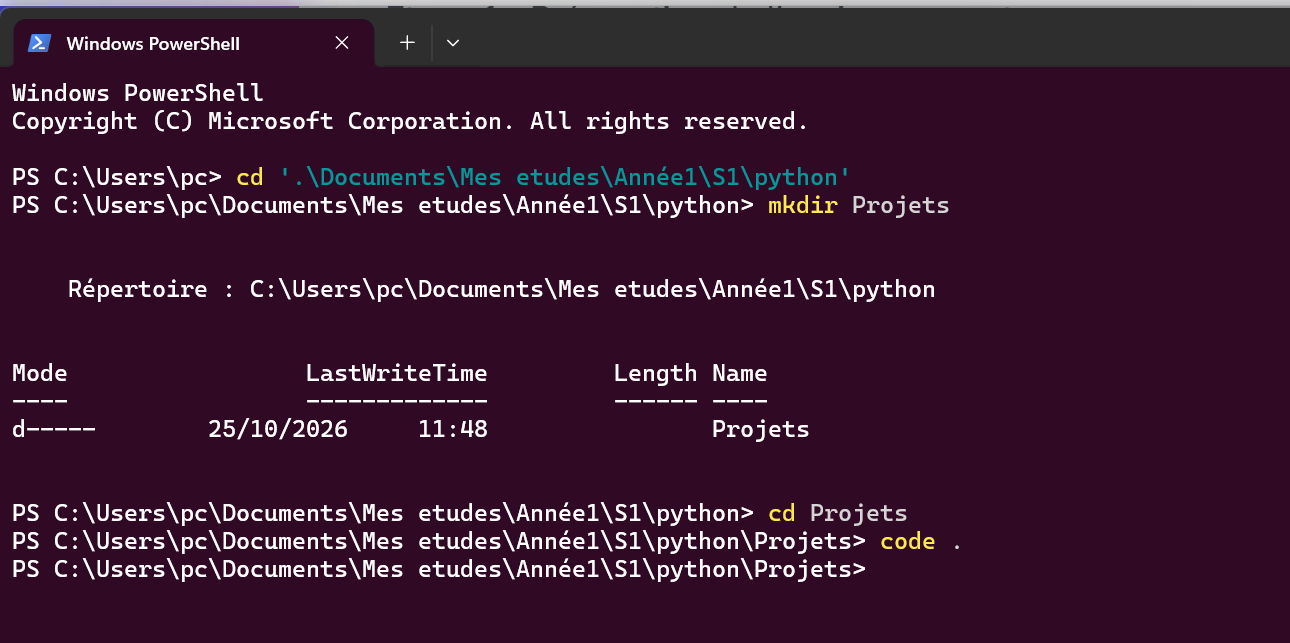 Windows PowerShell
Windows PowerShell
Copyright (C) Microsoft Corporation. All rights reserved.
PS C:\Users\pc> cd '.\Documents\Mes etudes\Année1\S1\python'
PS C:\Users\pc\Documents\Mes etudes\Année1\S1\python> mkdir Projets
Répertoire : C:\Users\pc\Documents\Mes etudes\Année1\S1\python
Mode LastWriteTime Length Name
---- ------------- ------ ----
d----- 25/10/2026 11:48 Projets
PS C:\Users\pc\Documents\Mes etudes\Année1\S1\python> cd Projets
PS C:\Users\pc\Documents\Mes etudes\Année1\S1\python\Projets> code .
PS C:\Users\pc\Documents\Mes etudes\Année1\S1\python\Projets>